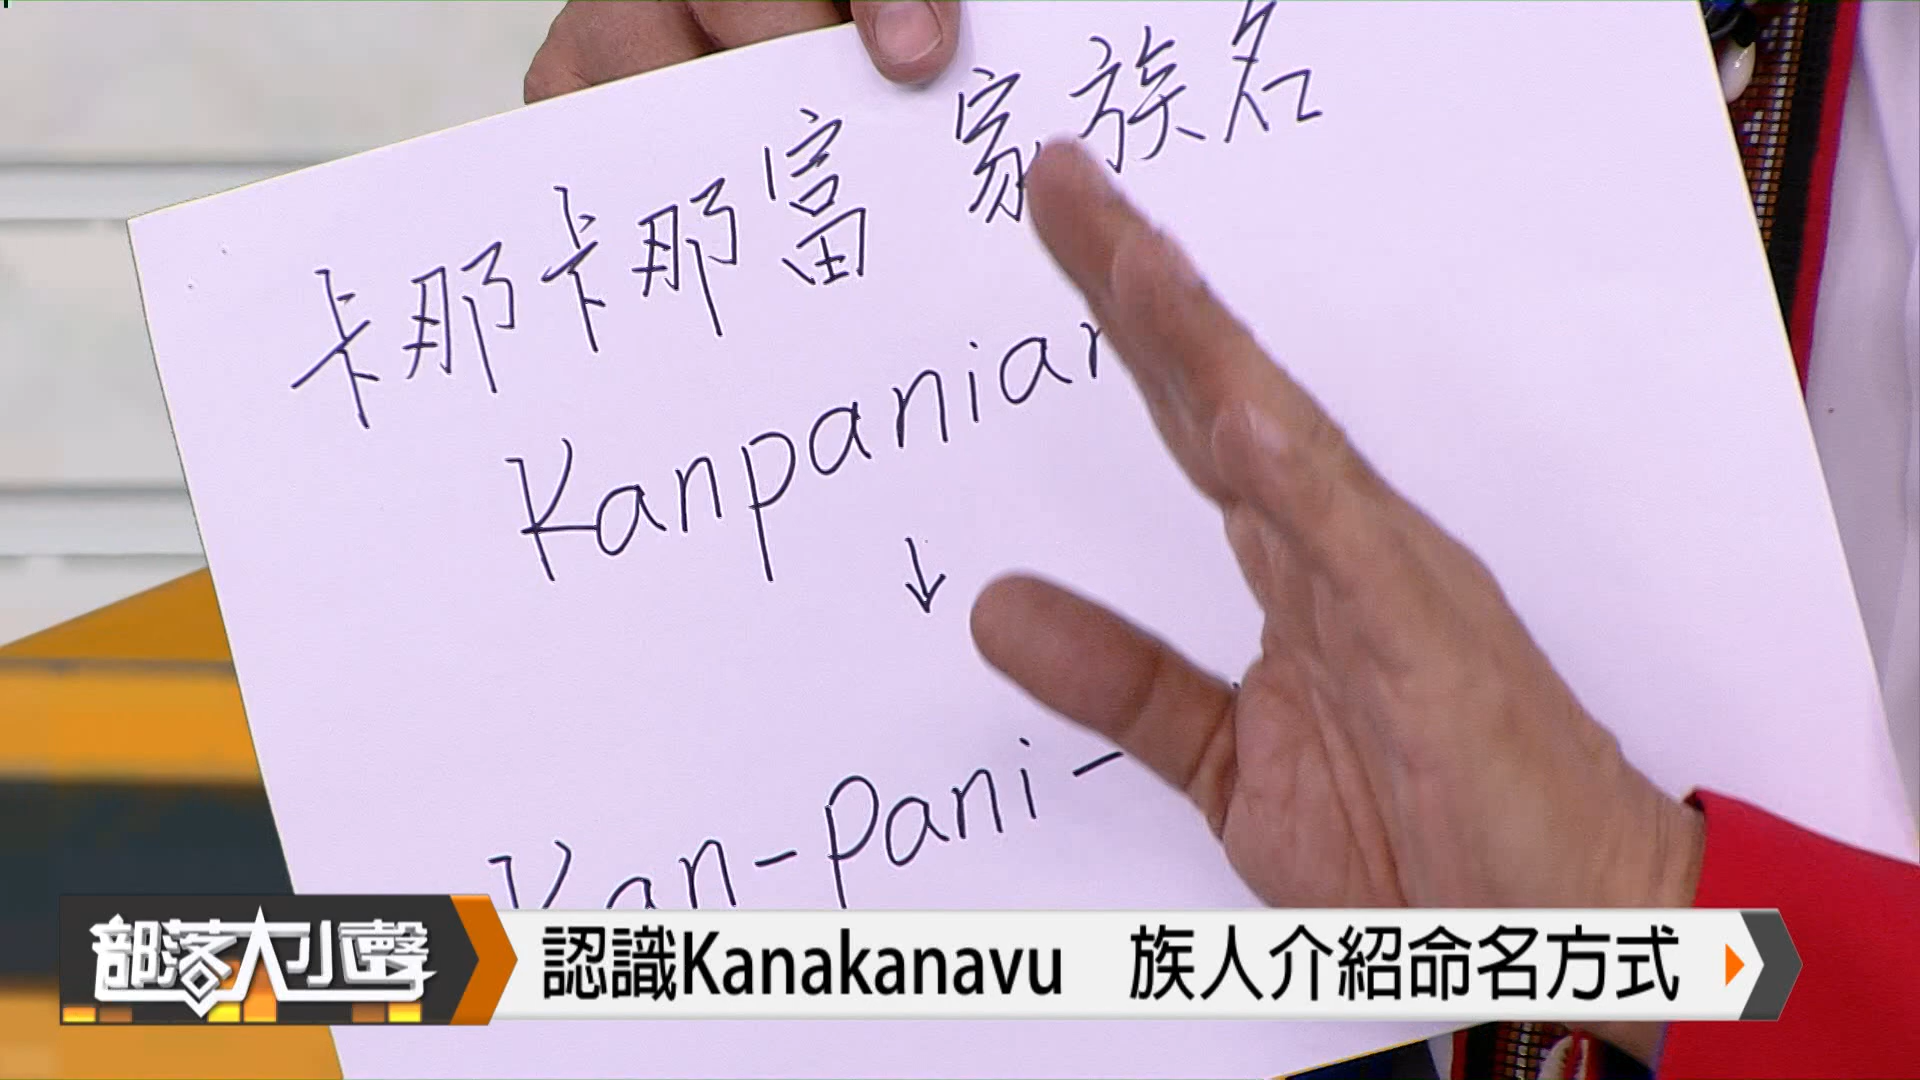 卡那卡那富 家族名
Kanpanian
↓
Kan-Pani-
部落大小聲
認識Kanakanavu 族人介紹命名方式